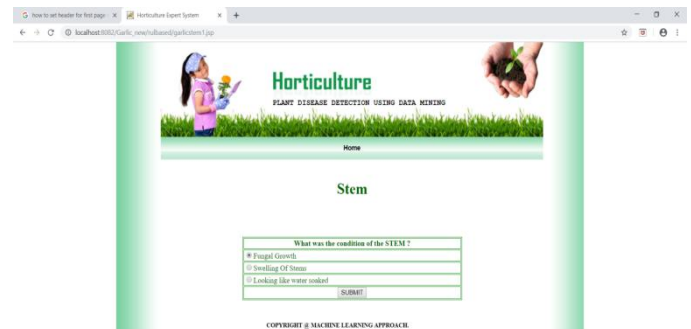 how to set header for first page
Horticulture Expert System
localhost:8082/Garlic_new/rulbased/garlicstem1.jsp
Horticulture
PLANT DISEASE DETECTION USING DATA MINING
Home
Stem
What was the condition of the STEM ?
Fungal Growth
Swelling Of Stems
Looking like water soaked
SUBMIT
COPYRIGHT @ MACHINE LEARNING APPROACH.